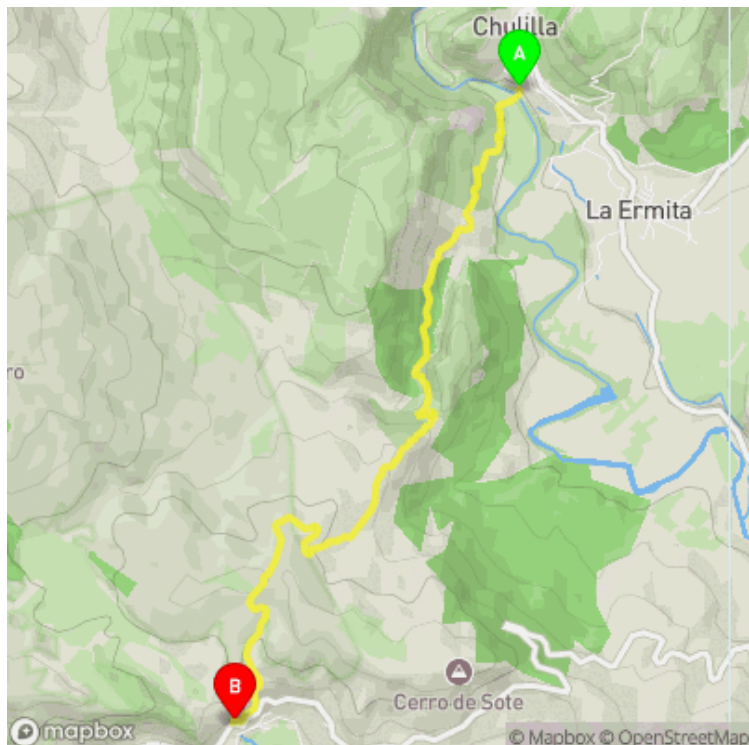 Chulilla
A
La Ermita
ro
B
Cerro de Sote
mapbox
© Mapbox © OpenStreetMap